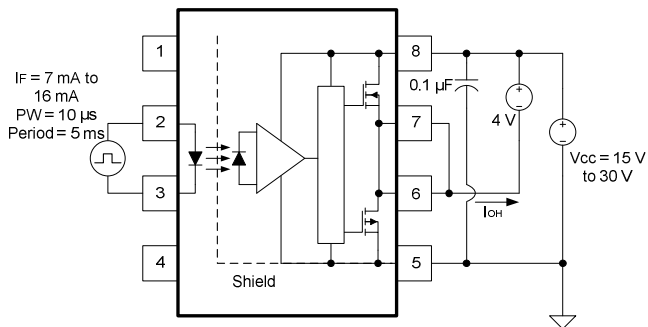 IF = 7 mA to
16 mA
PW = 10 µs
Period = 5 ms
1
2
3
4
Shield
8
7
6
5
0.1 µF
4 V
IOH
Vcc = 15 V
to 30 V